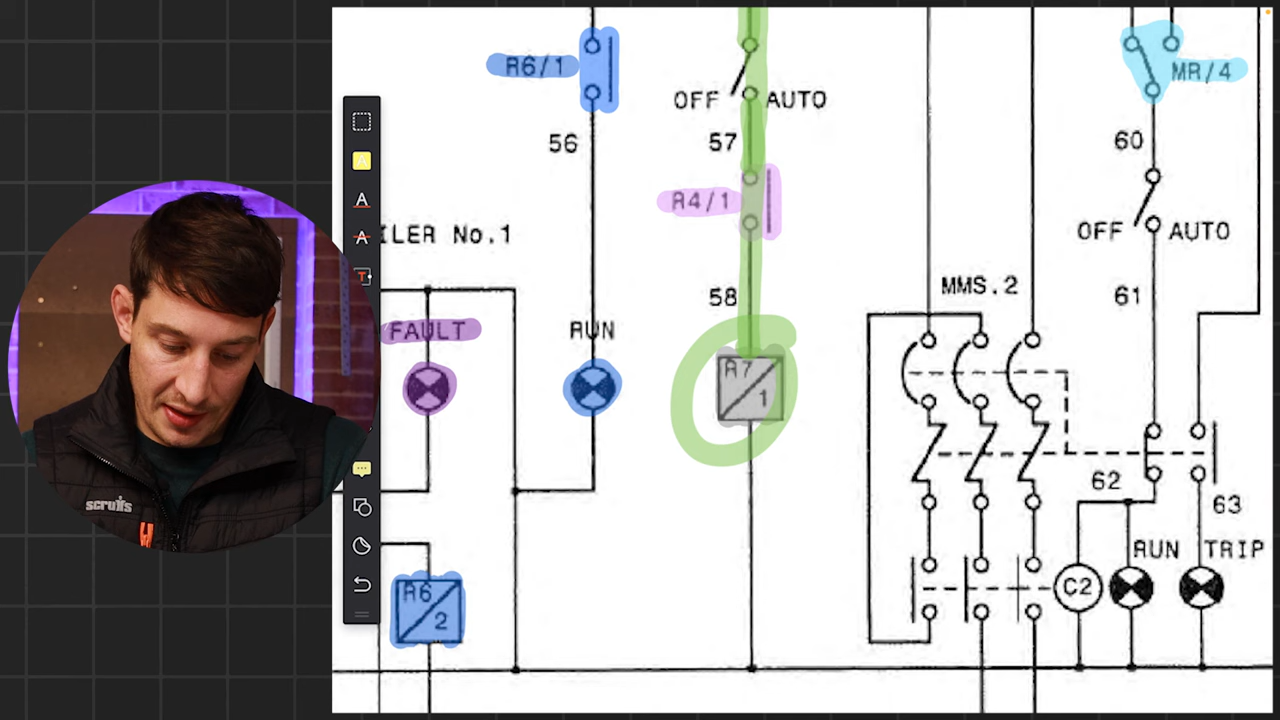 R6/1
MR/4
OFF AUTO
56
57
60
R4/1
ILER No.1
OFF AUTO
58
MMS.2
61
FAULT
RUN
R7
1
62
63
scruffs
RUN TRIP
R6
2
C2
A
A
A
T